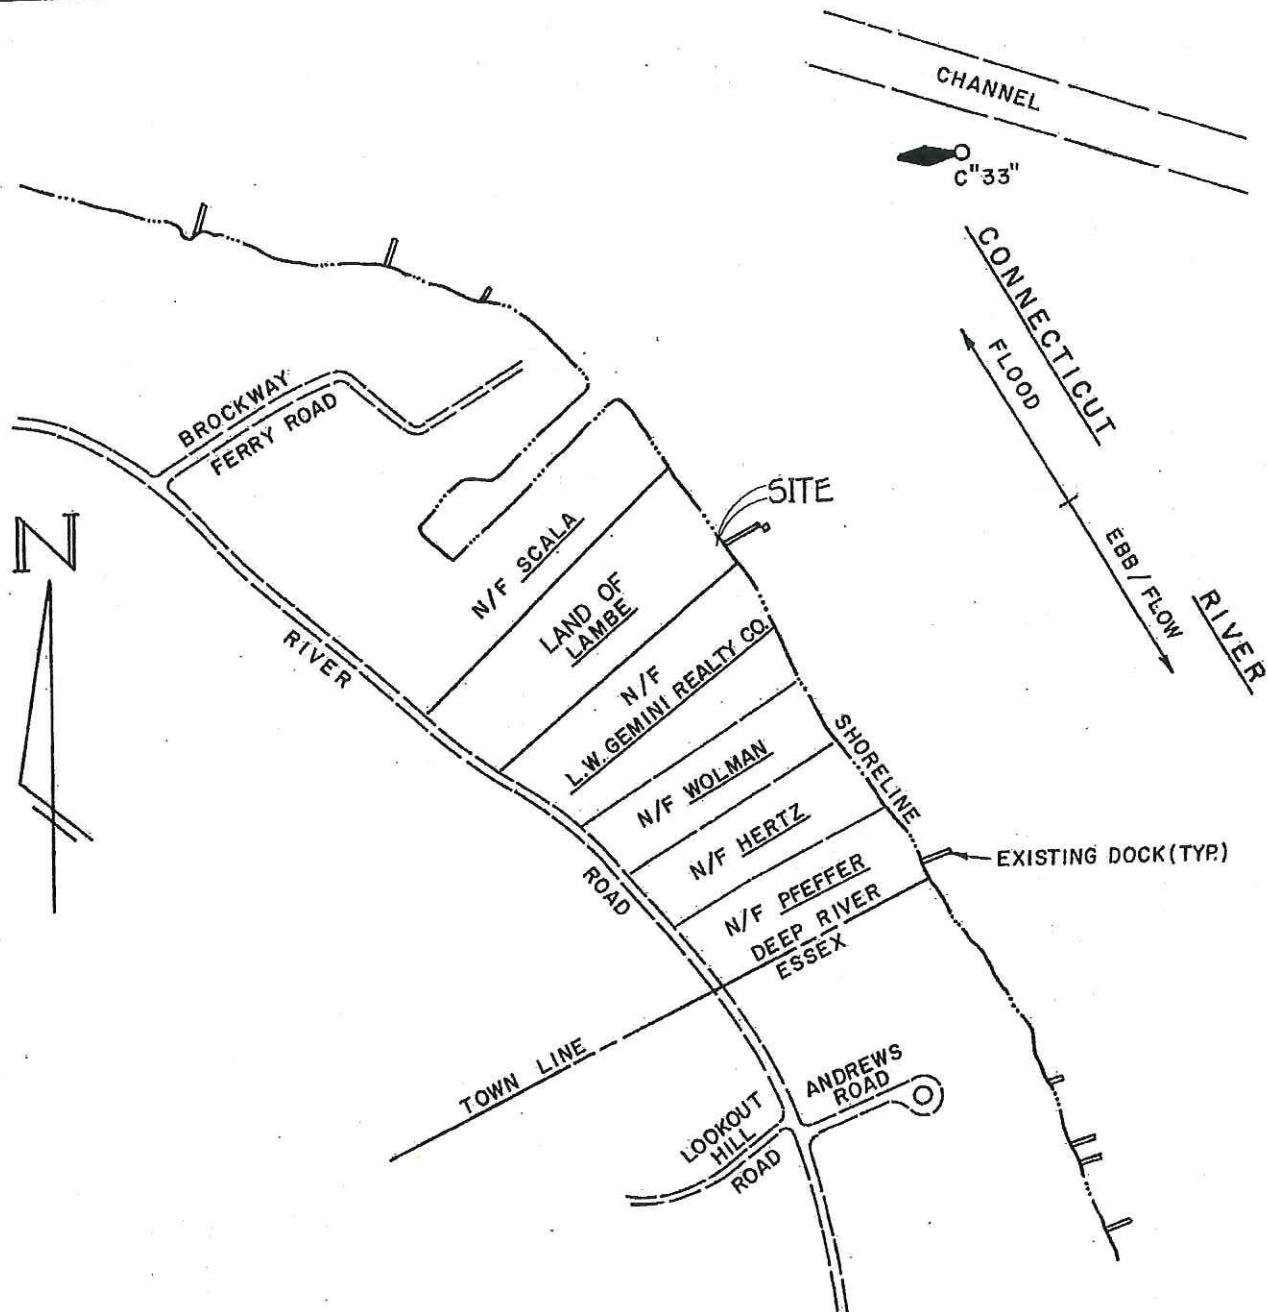 CHANNEL
C"33"
CONNECTICUT
RIVER
FLOOD
EBB/FLOW
BROCKWAY
FERRY ROAD
SITE
N
N/F SCALA
LAND OF
LAMBE
N/F
L.W. GEMINI REALTY CO.
N/F WOLMAN
N/F HERTZ
N/F PFEFFER
SHORELINE
RIVER
ROAD
EXISTING DOCK (TYP.)
DEEP RIVER
ESSEX
TOWN LINE
ANDREWS
ROAD
LOOKOUT
HILL
ROAD